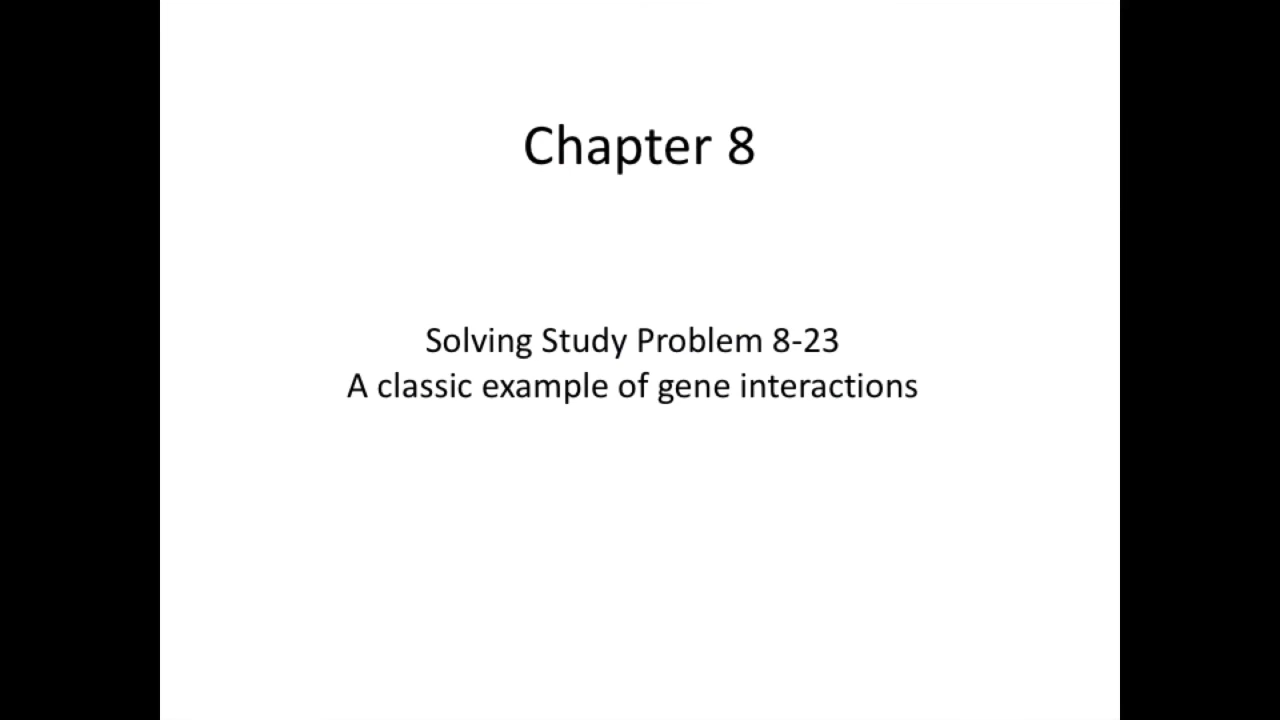 Chapter 8
Solving Study Problem 8-23
A classic example of gene interactions